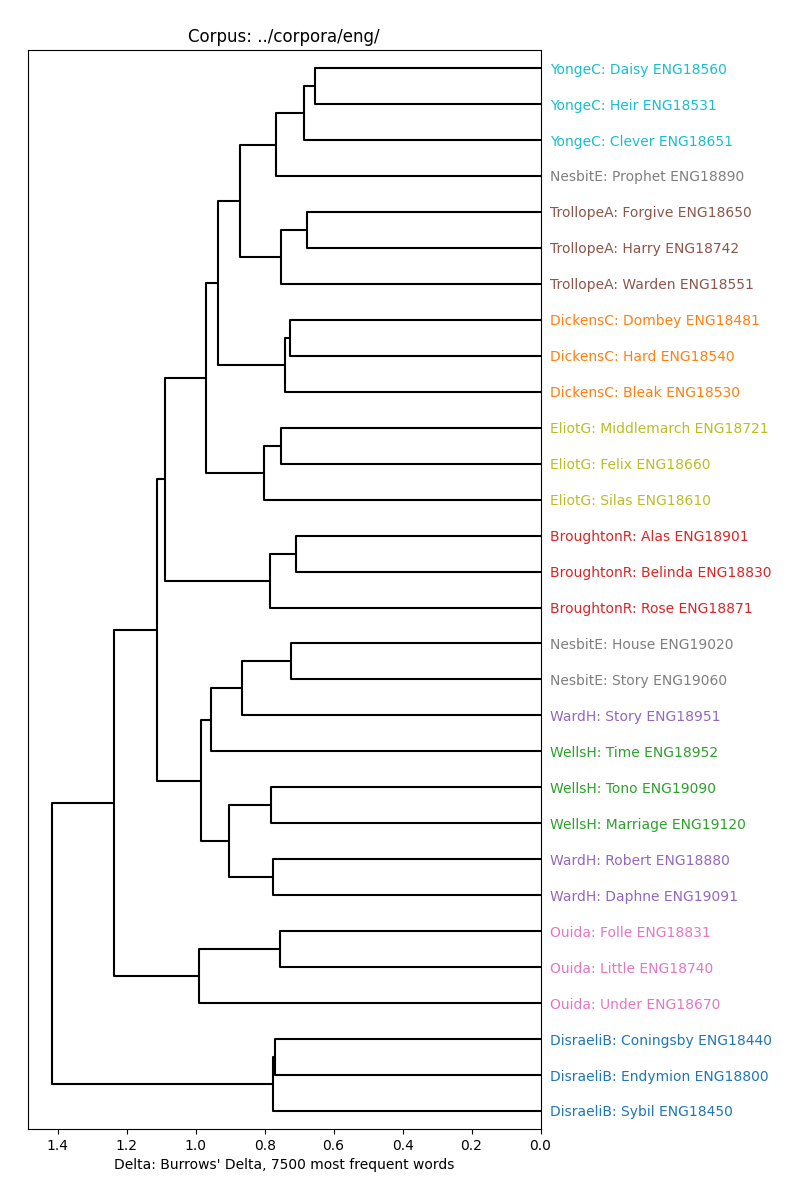 Corpus: ../corpora/eng/
YongeC: Daisy ENG18560
YongeC: Heir ENG18531
YongeC: Clever ENG18651
NesbitE: Prophet ENG18890
TrollopeA: Forgive ENG18650
TrollopeA: Harry ENG18742
TrollopeA: Warden ENG18551
DickensC: Dombey ENG18481
DickensC: Hard ENG18540
DickensC: Bleak ENG18530
EliotG: Middlemarch ENG18721
EliotG: Felix ENG18660
EliotG: Silas ENG18610
BroughtonR: Alas ENG18901
BroughtonR: Belinda ENG18830
BroughtonR: Rose ENG18871
NesbitE: House ENG19020
NesbitE: Story ENG19060
WardH: Story ENG18951
WellsH: Time ENG18952
WellsH: Tono ENG19090
WellsH: Marriage ENG19120
WardH: Robert ENG18880
WardH: Daphne ENG19091
Ouida: Folle ENG18831
Ouida: Little ENG18740
Ouida: Under ENG18670
DisraeliB: Coningsby ENG18440
DisraeliB: Endymion ENG18800
DisraeliB: Sybil ENG18450
1.4 1.2 1.0 0.8 0.6 0.4 0.2 0.0
Delta: Burrows' Delta, 7500 most frequent words